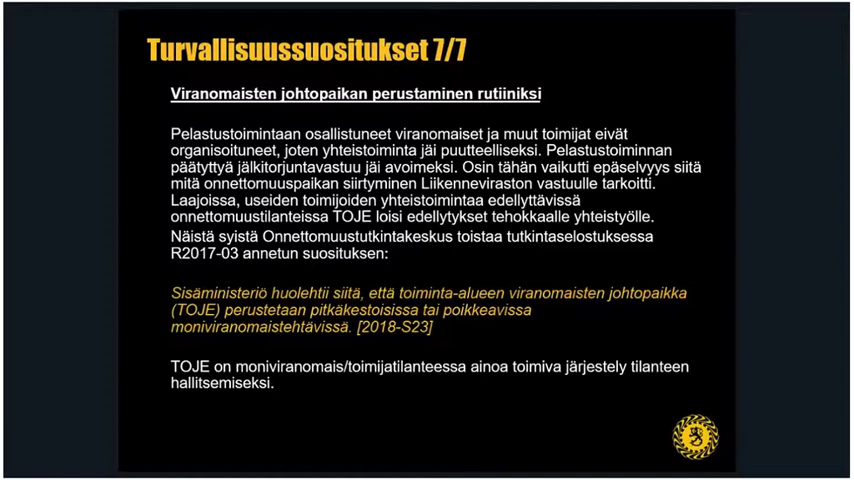 Turvallisuussuositukset 7/7
Viranomaisten johtopaikan perustaminen rutiiniksi
Pelastustoimintaan osallistuneet viranomaiset ja muut toimijat eivät
organisoituneet, joten yhteistoiminta jäi puutteelliseksi. Pelastustoiminnan
päätyttyä jälkitorjuntavastuu jäi avoimeksi. Osin tähän vaikutti epäselvyys siitä
mitä onnettomuuspaikan siirtyminen Liikenneviraston vastuulle tarkoitti.
Laajoissa, useiden toimijoiden yhteistoimintaa edellyttävissä
onnettomuustilanteissa TOJE loisi edellytykset tehokkaalle yhteistyölle.
Näistä syistä Onnettomuustutkintakeskus toistaa tutkintaselostuksessa
R2017-03 annetun suosituksen:
Sisäministeriö huolehtii siitä, että toiminta-alueen viranomaisten johtopaikka
(TOJE) perustetaan pitkäkestoisissa tai poikkeavissa
moniviranomaistehtävissä. [2018-S23]
TOJE on moniviranomais/toimijatilanteessa ainoa toimiva järjestely tilanteen
hallitsemiseksi.